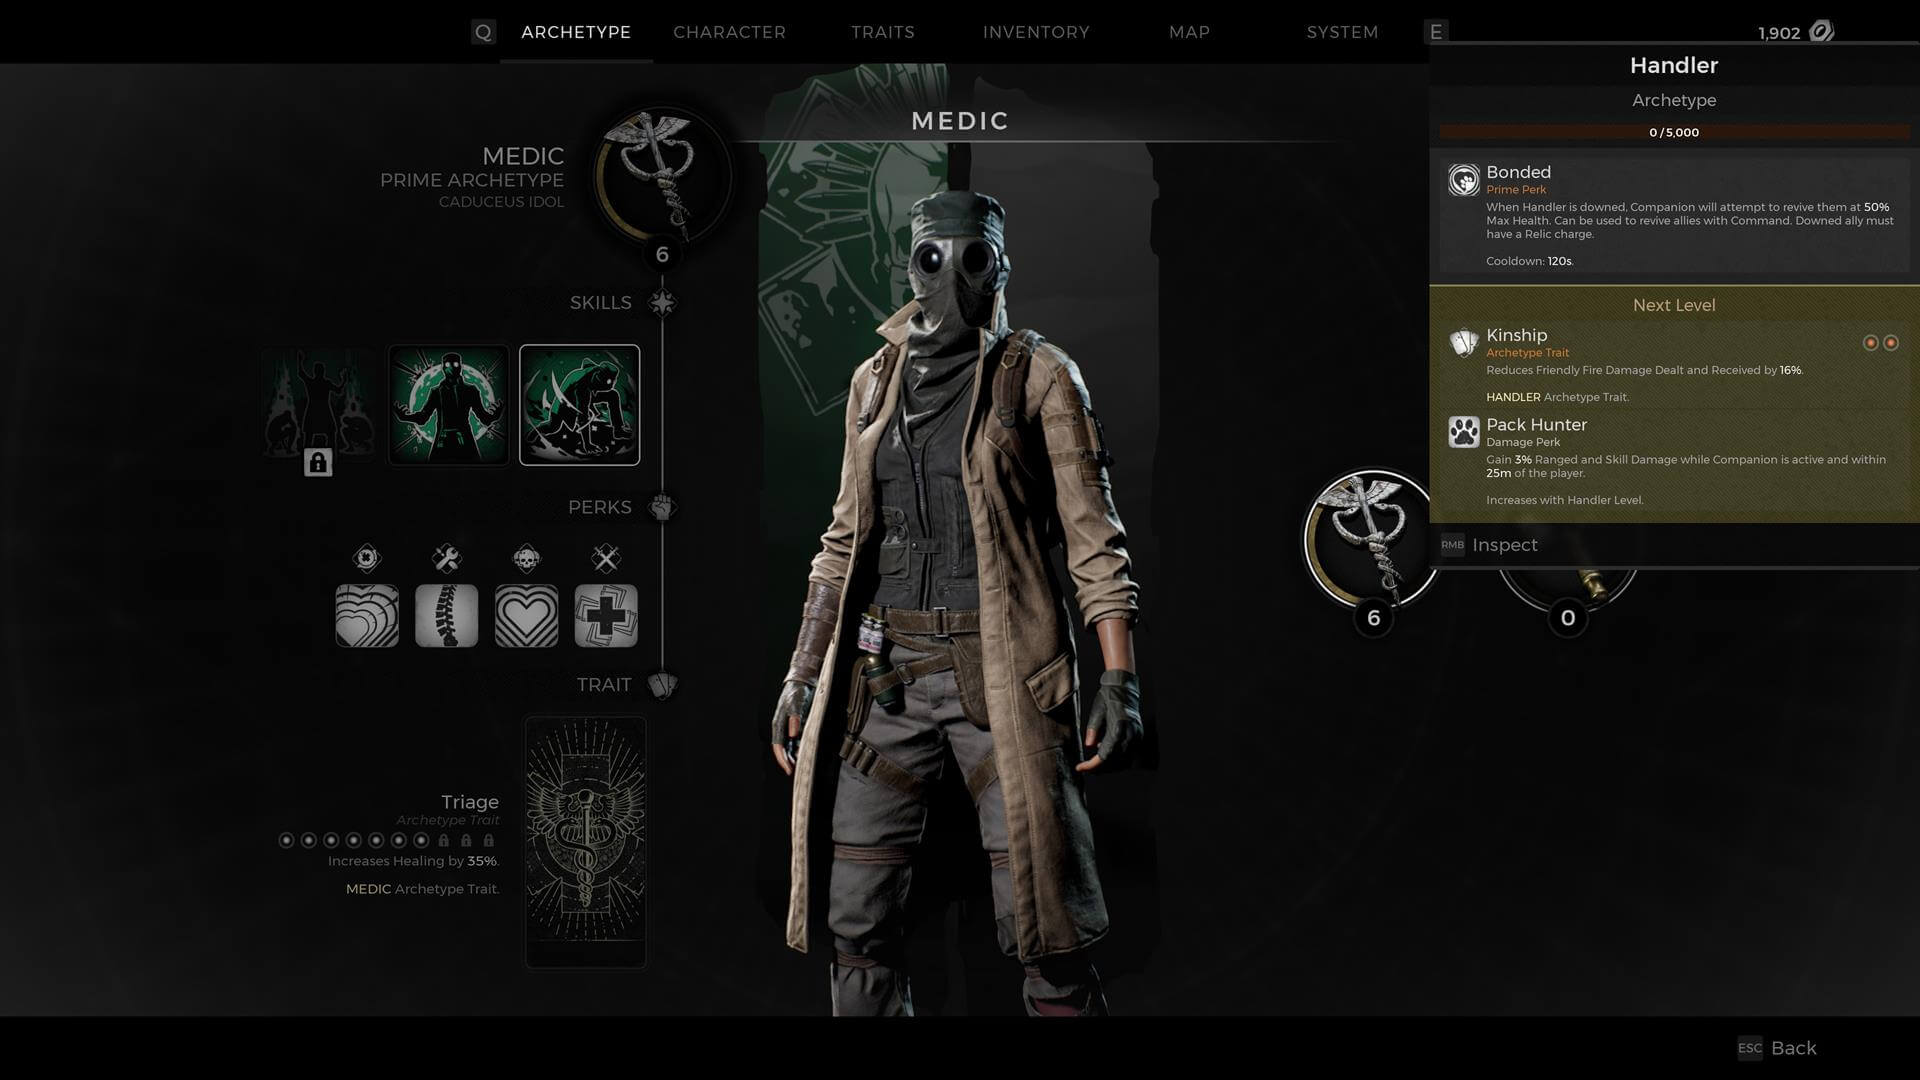 Q ARCHETYPE CHARACTER TRAITS INVENTORY MAP SYSTEM E 1,902
MEDIC
MEDIC
PRIME ARCHETYPE
CADUCEUS IDOL
6
SKILLS
PERKS
TRAIT
Triage
Archetype Trait
Increases Healing by 35%.
MEDIC Archetype Trait.
Handler
Archetype
0 / 5,000
Bonded
Prime Perk
When Handler is downed, Companion will attempt to revive them at 50%
Max Health. Can be used to revive allies with Command. Downed ally must
have a Relic charge.
Cooldown: 120s.
Next Level
Kinship
Archetype Trait
Reduces Friendly Fire Damage Dealt and Received by 16%.
HANDLER Archetype Trait.
Pack Hunter
Damage Perk
Gain 3% Ranged and Skill Damage while Companion is active and within
25m of the player.
Increases with Handler Level.
RMB Inspect
6 0
ESC Back